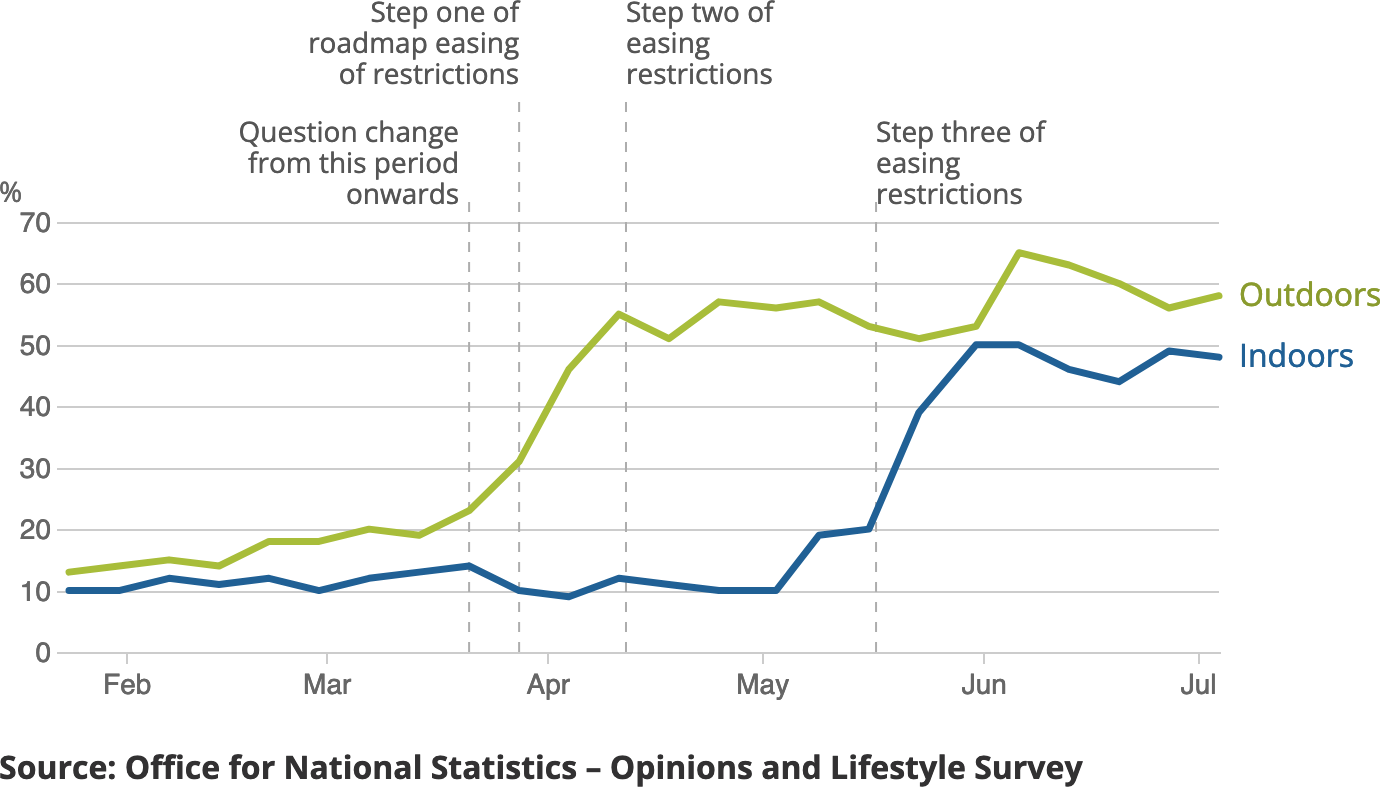 Step one of
roadmap easing
of restrictions
Step two of
easing
restrictions
Question change
from this period
onwards
Step three of
easing
restrictions
%
70
60
50
40
30
20
10
0
Outdoors
Indoors
Feb
Mar
Apr
May
Jun
Jul
Source: Office for National Statistics – Opinions and Lifestyle Survey